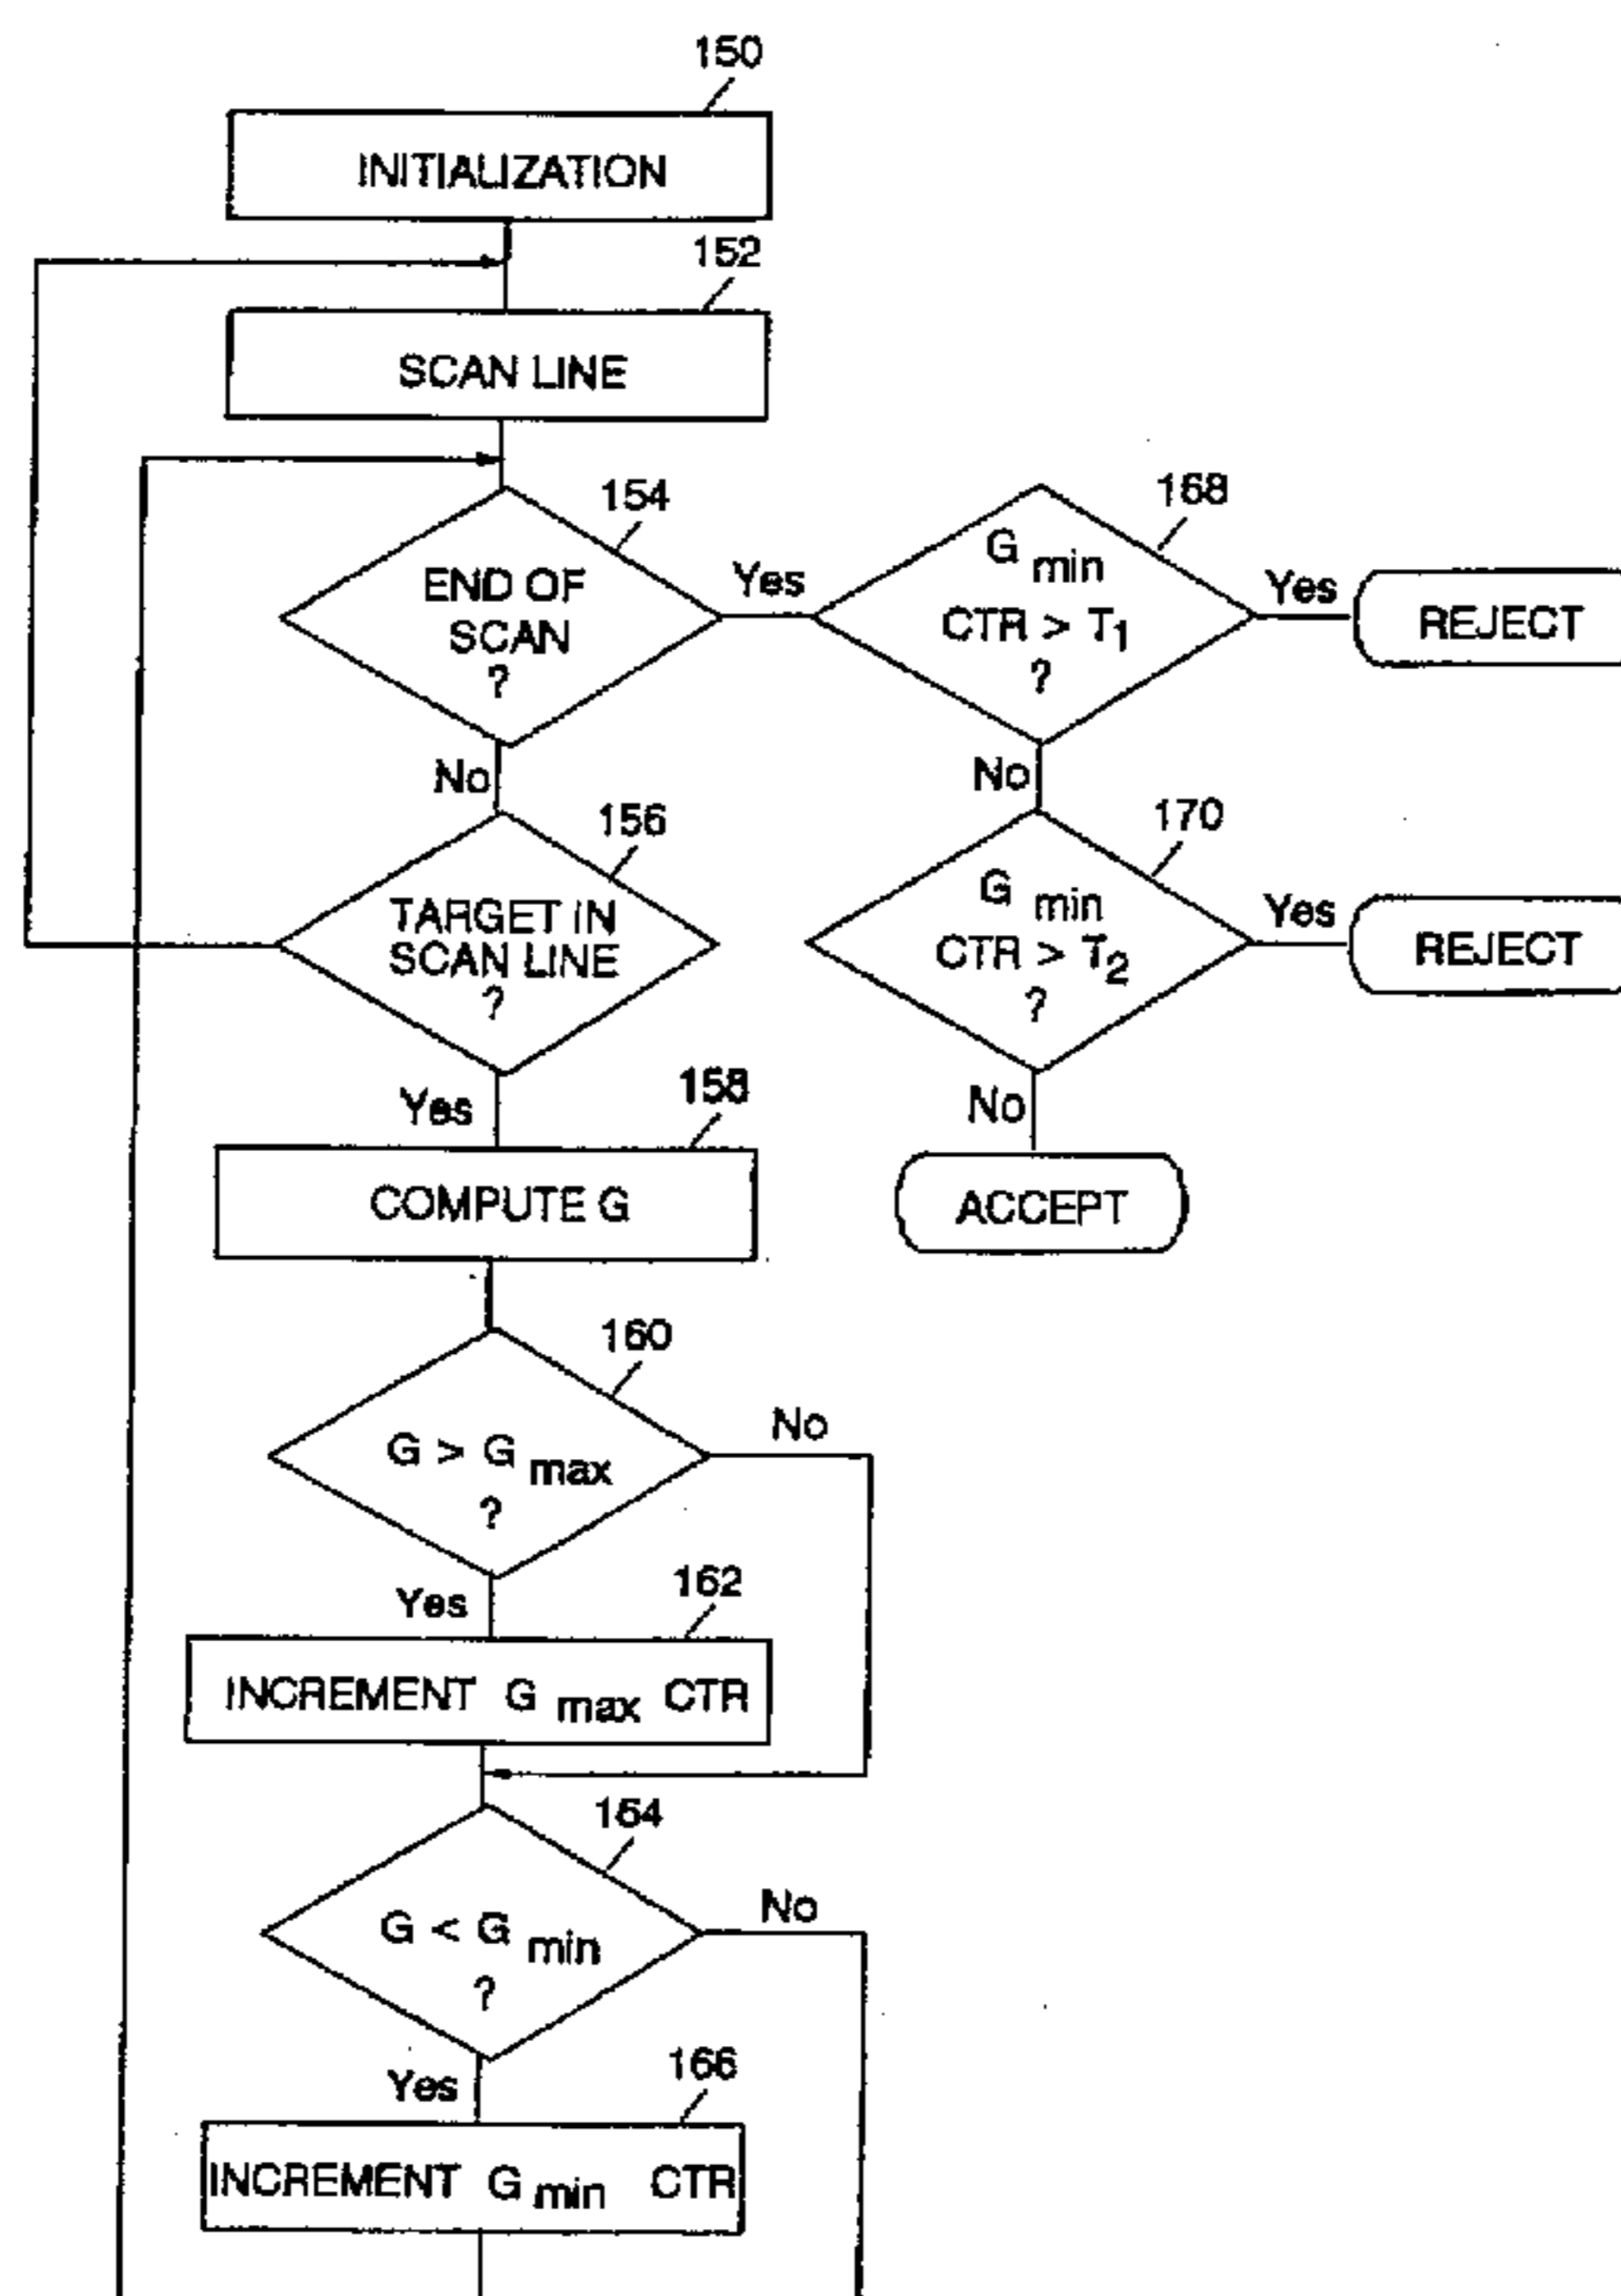 150
INITIALIZATION
152
SCAN LINE
154
END OF
SCAN
?
Yes
168
G min
CTR > T1
?
Yes
REJECT
No
No
156
TARGET IN
SCAN LINE
?
170
G min
CTR > T2
?
Yes
REJECT
Yes
158
No
COMPUTE G
ACCEPT
160
G > G max
?
No
Yes
162
INCREMENT G max CTR
164
G < G min
?
No
Yes
166
INCREMENT G min CTR